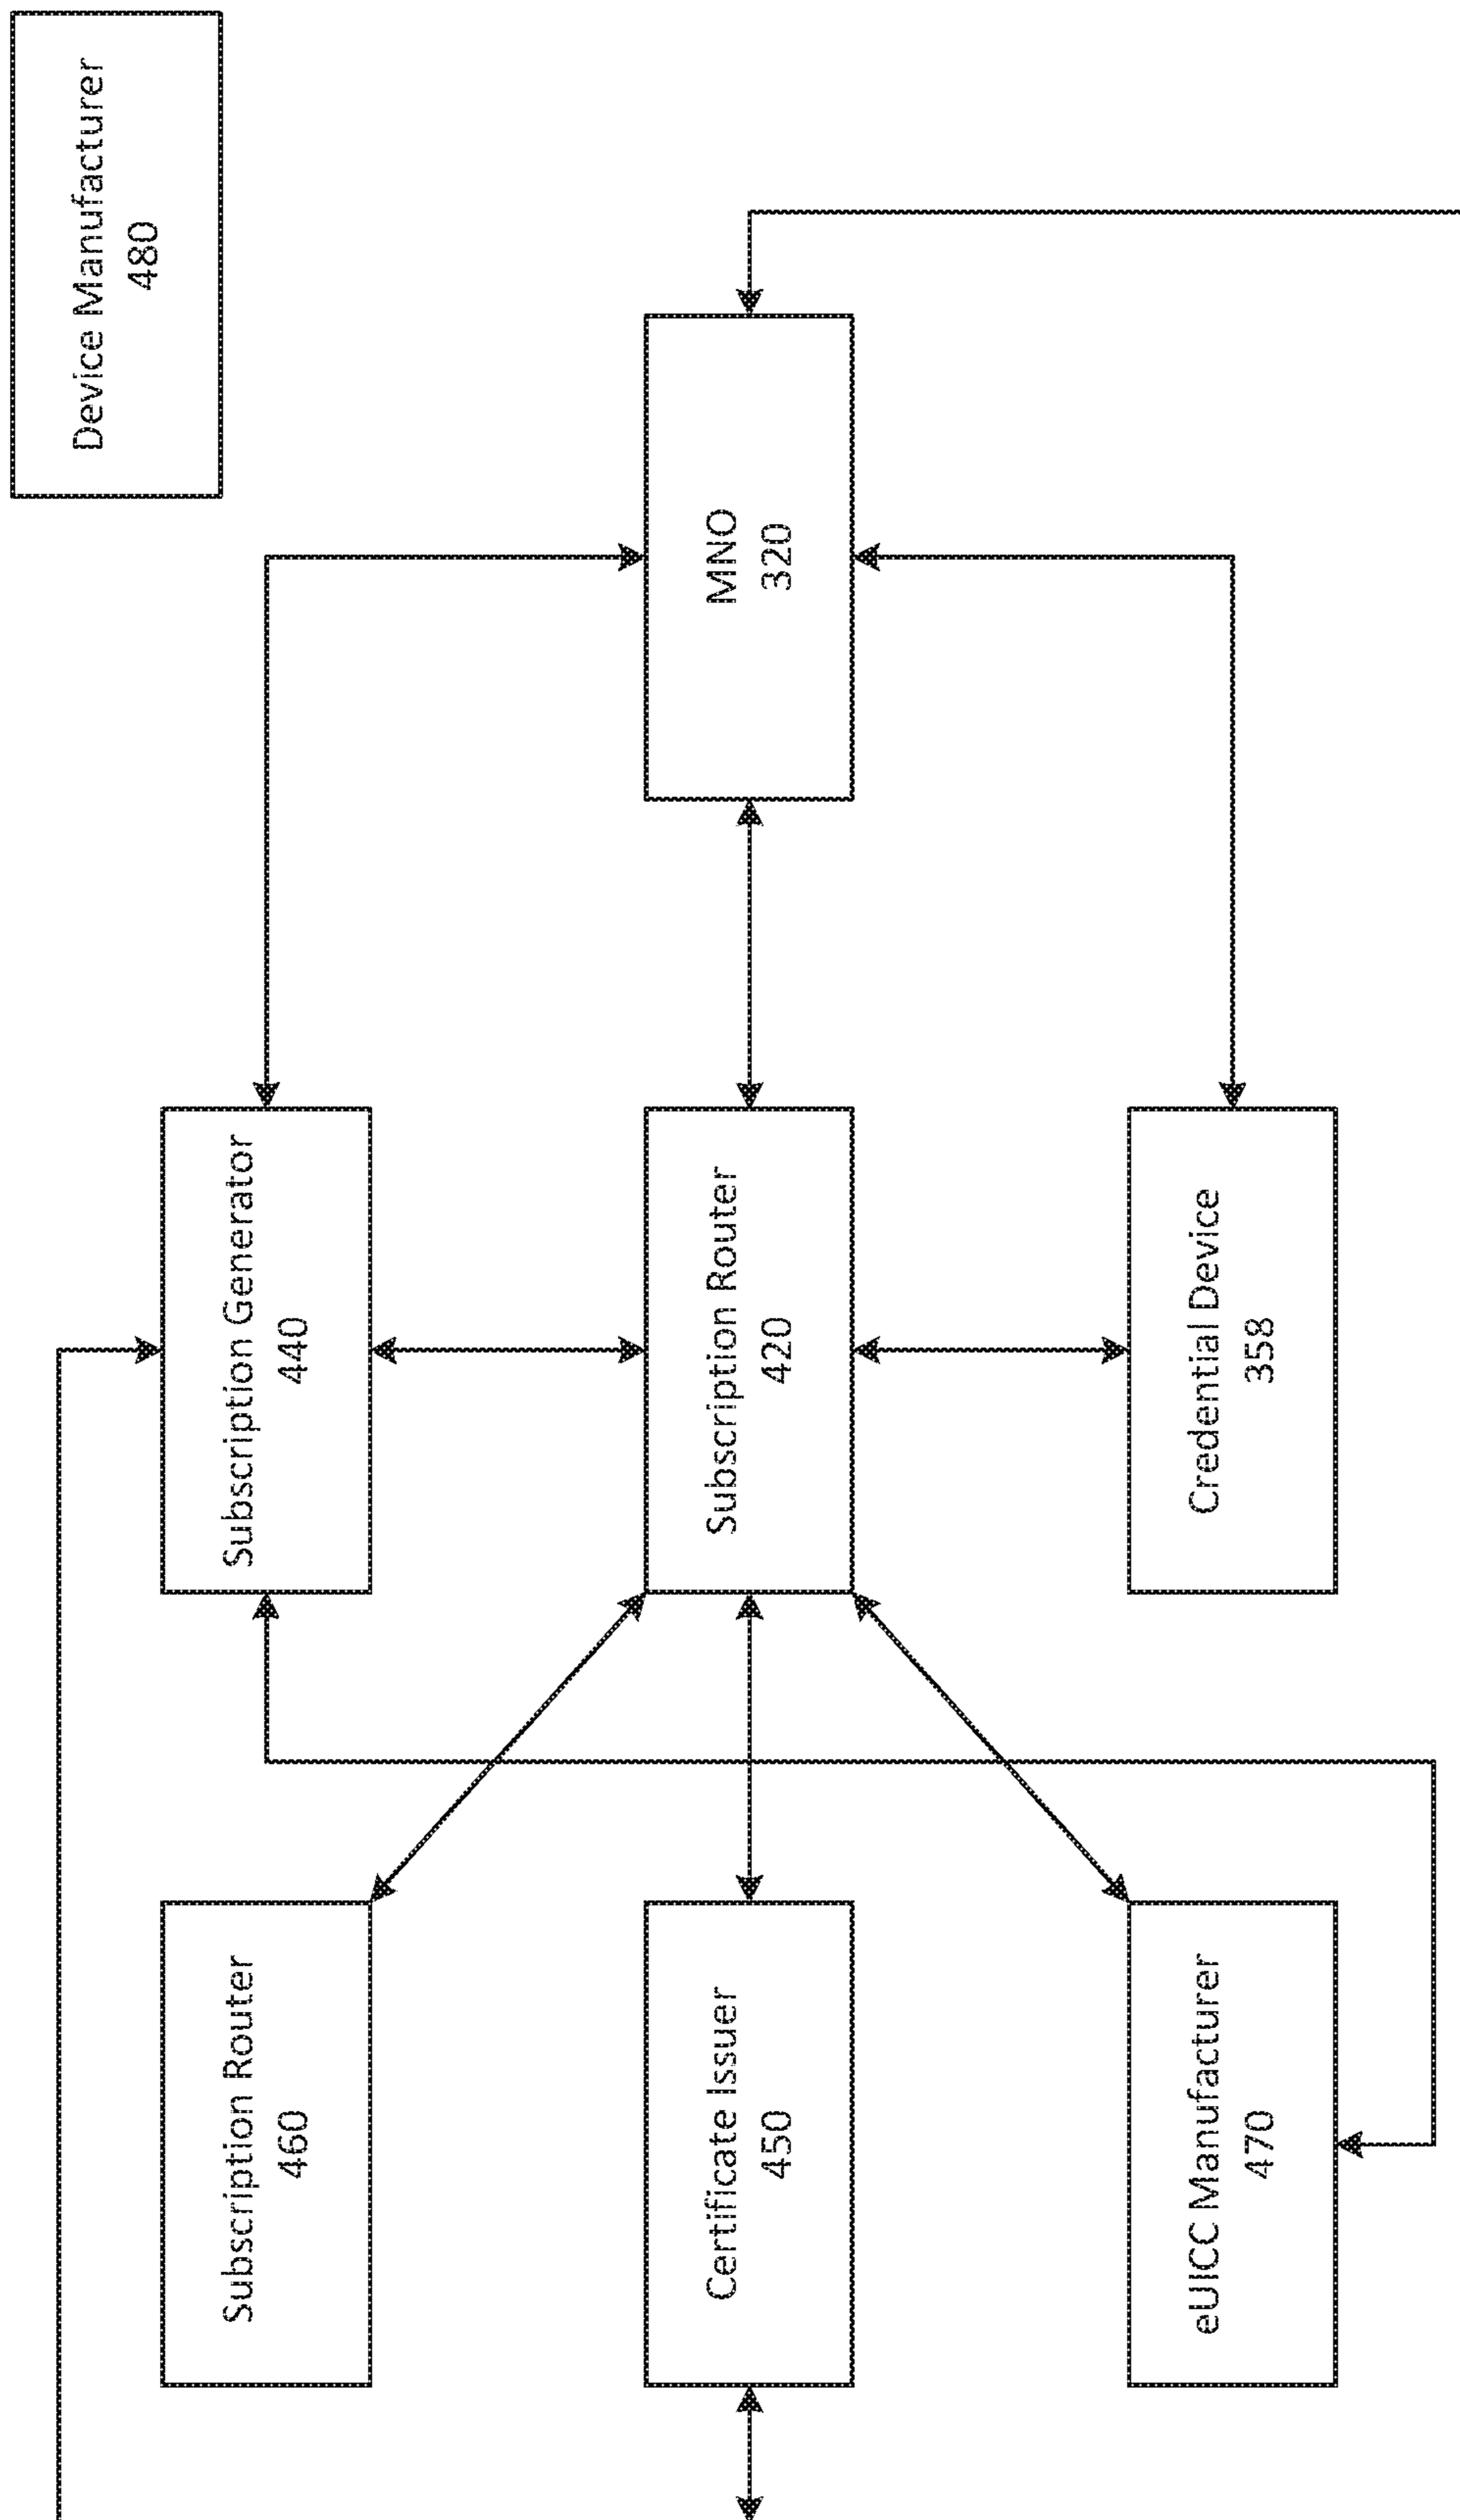 Device Manufacturer
480
Subscription Router
460
Subscription Generator
440
Certificate Issuer
450
Subscription Router
420
MNO
320
eUICC Manufacturer
470
Credential Device
358